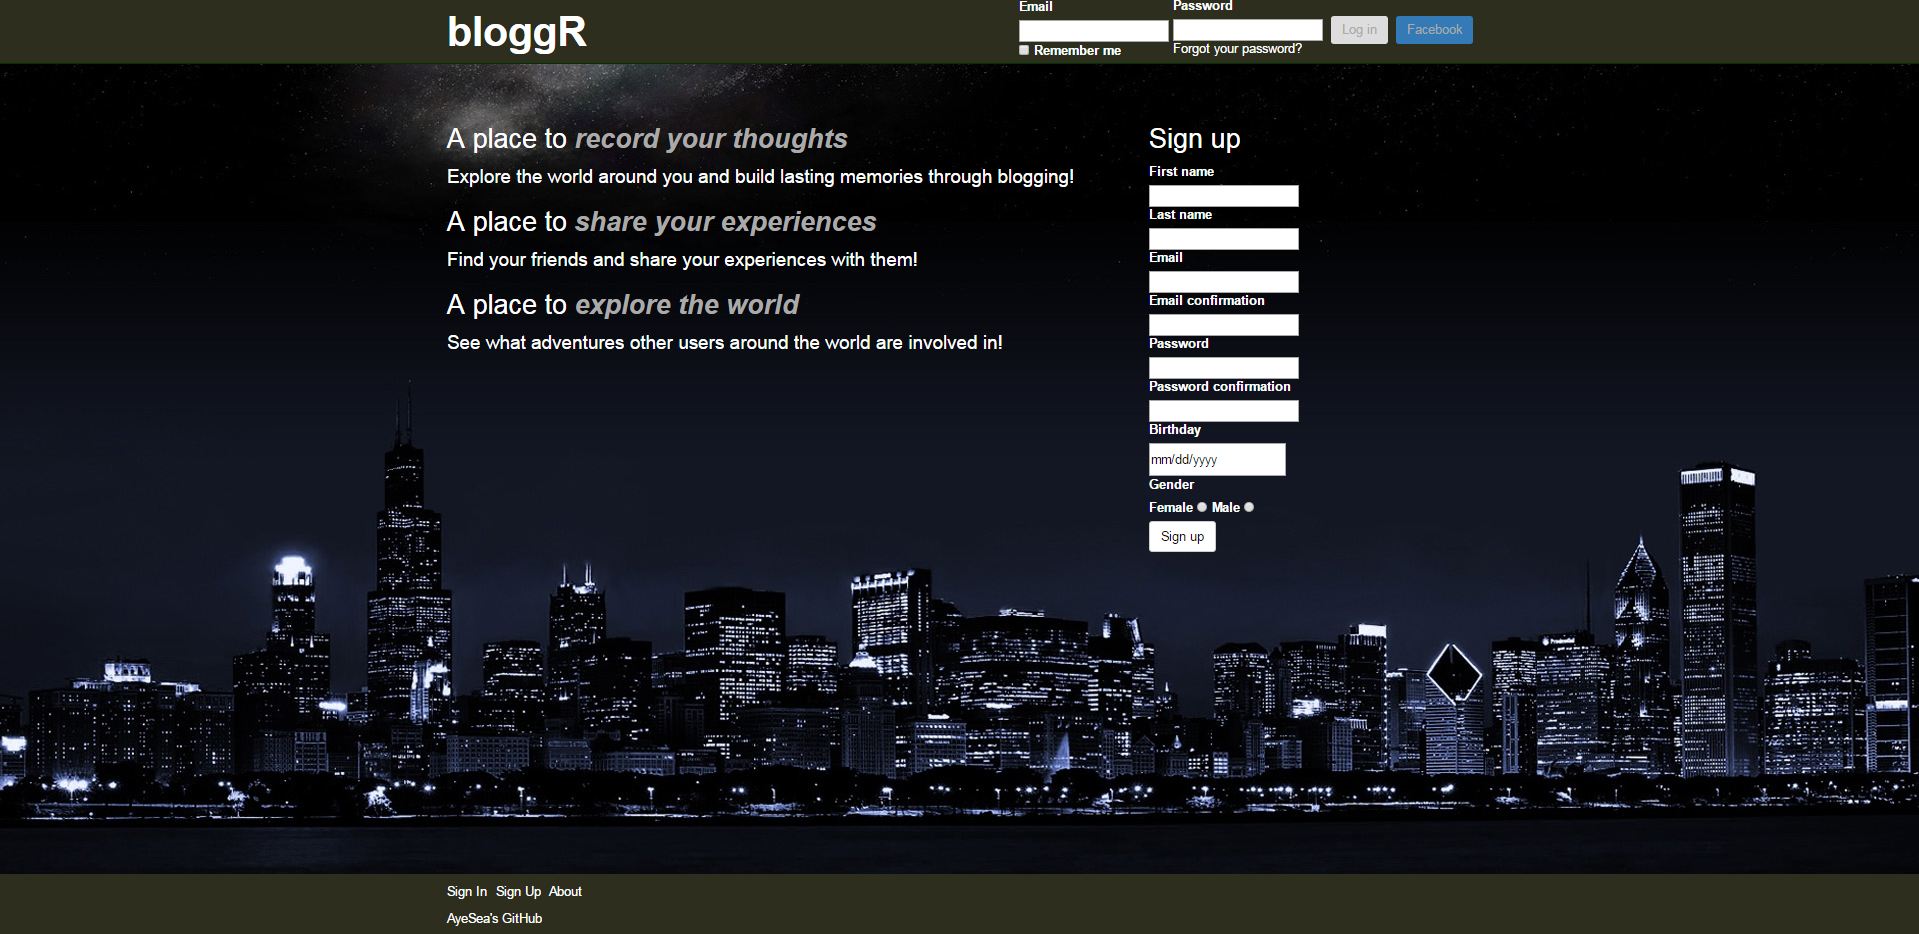 bloggR
Email
Password
Remember me
Forgot your password?
Log in
Facebook
A place to record your thoughts
Explore the world around you and build lasting memories through blogging!
A place to share your experiences
Find your friends and share your experiences with them!
A place to explore the world
See what adventures other users around the world are involved in!
Sign up
First name
Last name
Email
Email confirmation
Password
Password confirmation
Birthday
mm/dd/yyyy
Gender
Female Male
Sign up
Sign In Sign Up About
AyeSea's GitHub